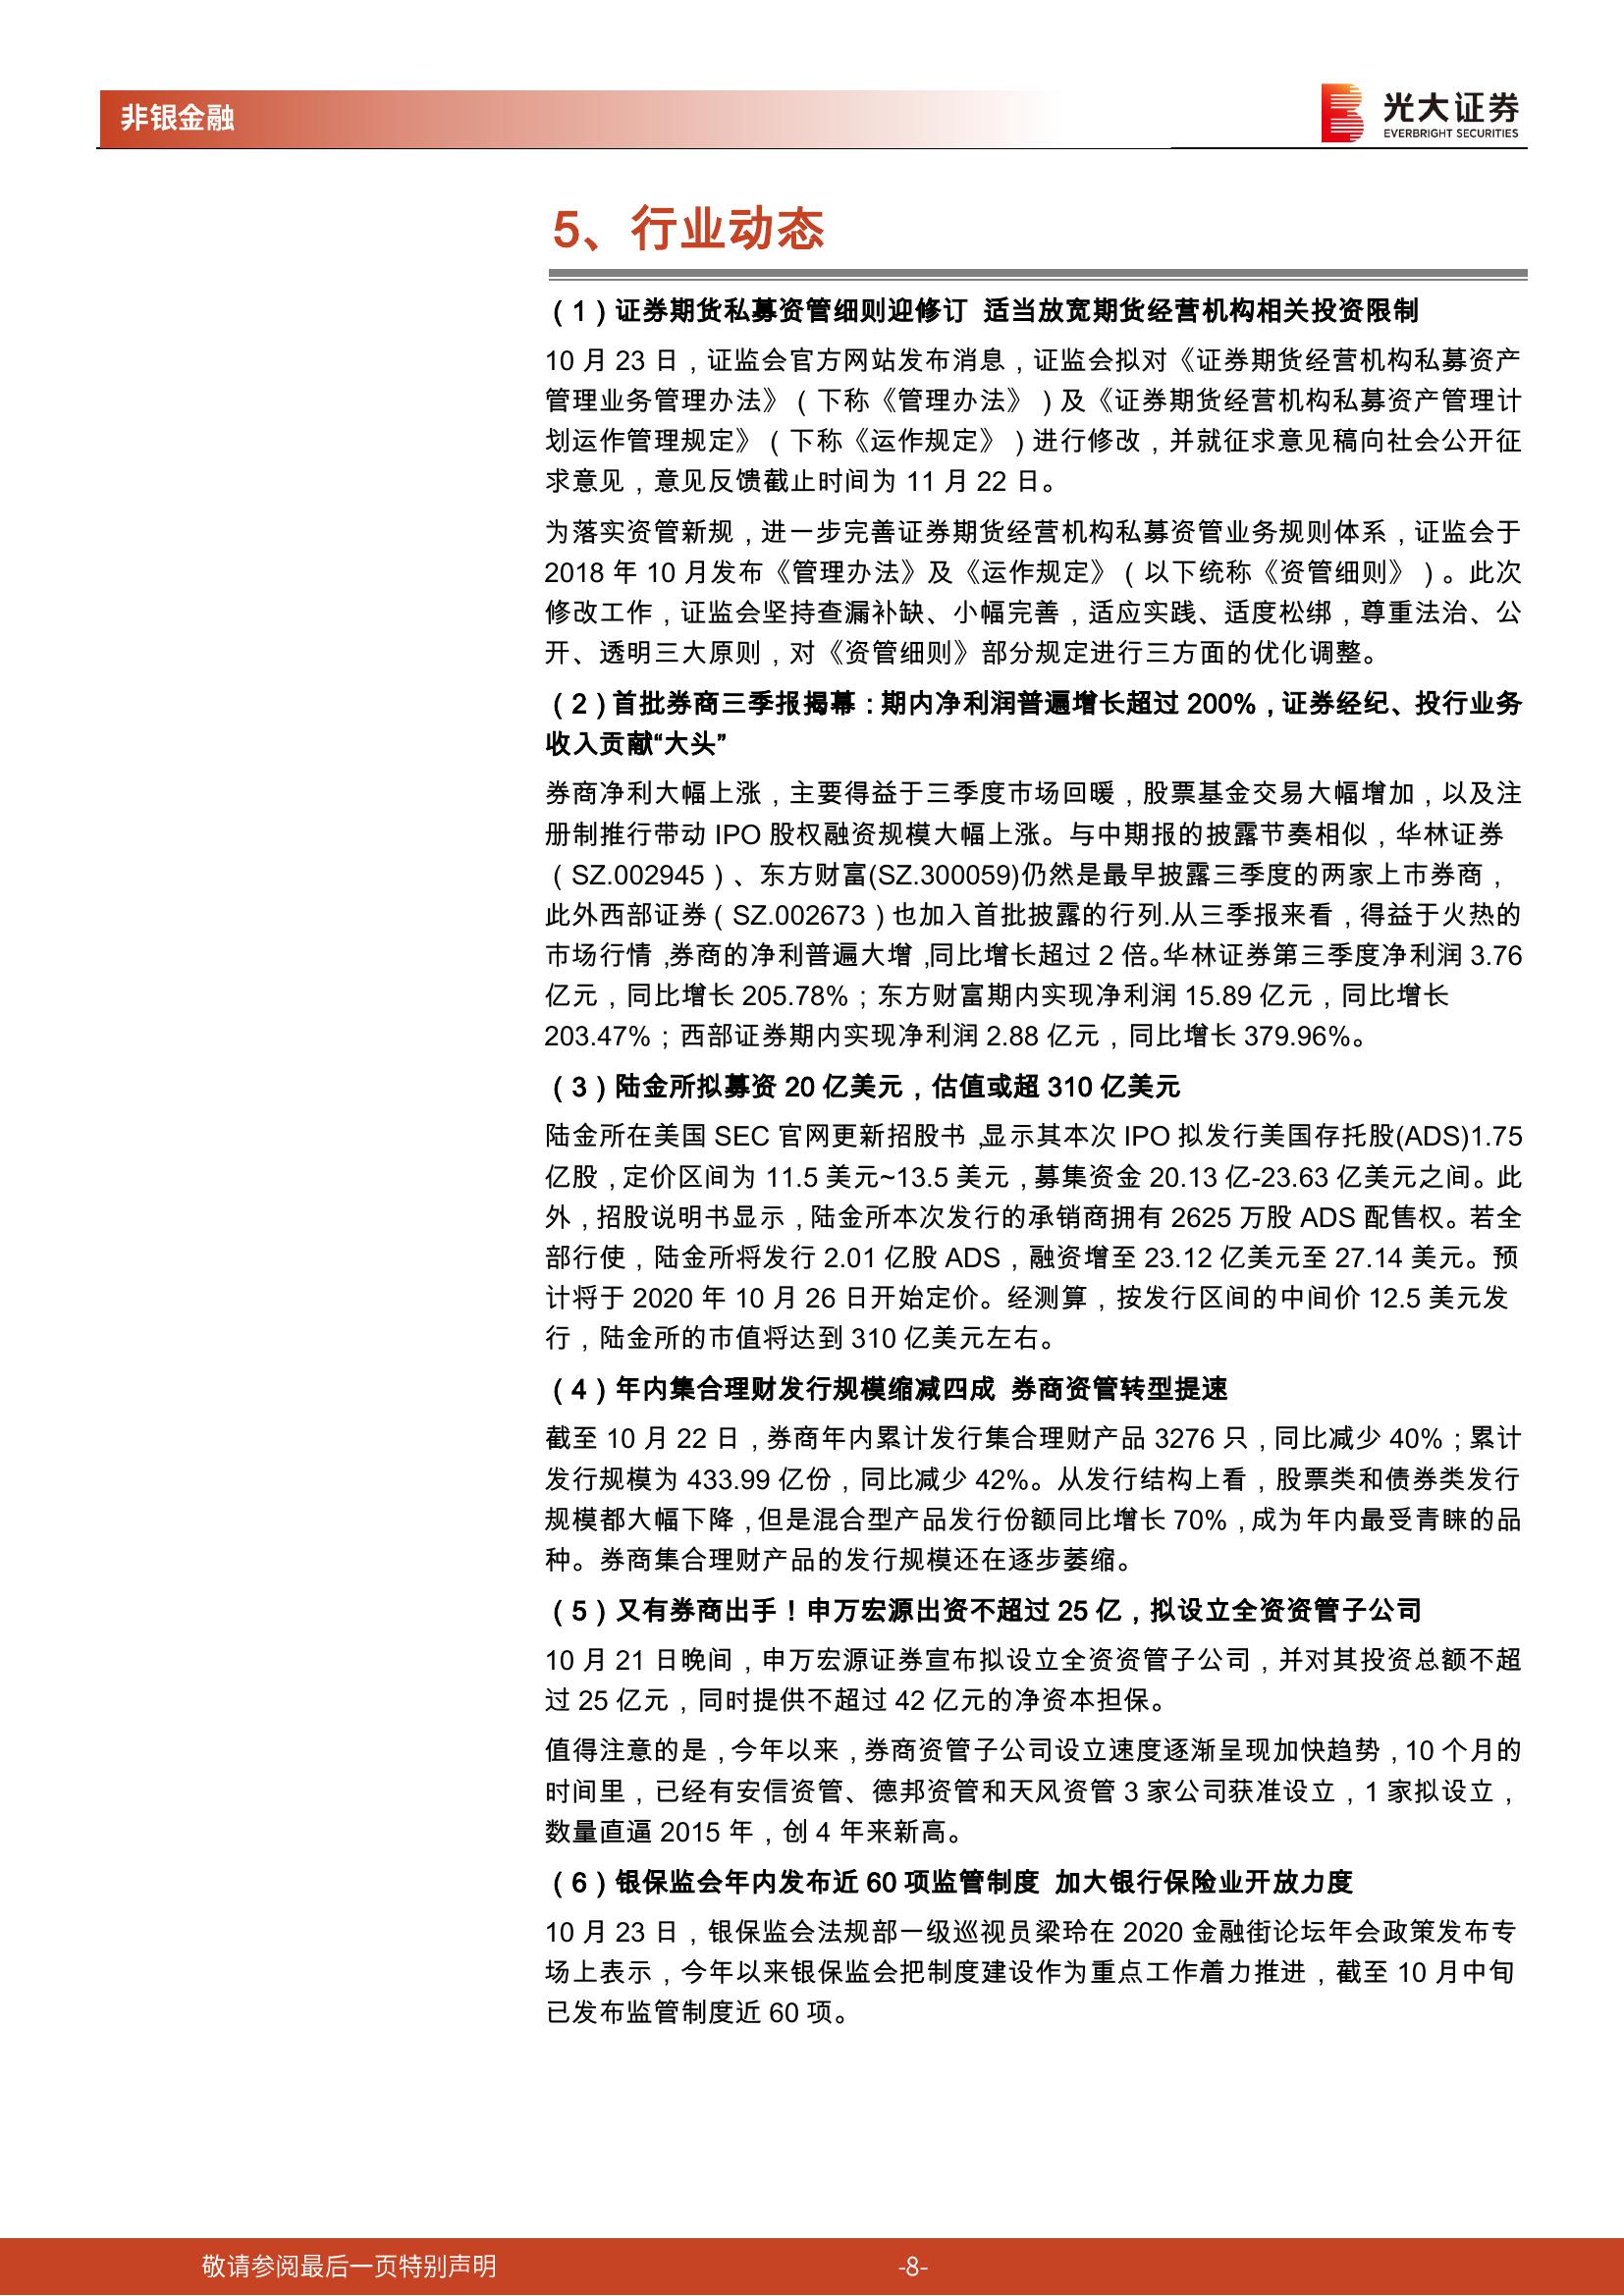 非银金融
光大证券
EVERBRIGHT SECURITIES
5、行业动态
（1）证券期货私募资管细则迎修订 适当放宽期货经营机构相关投资限制
10 月 23 日，证监会官方网站发布消息，证监会拟对《证券期货经营机构私募资产
管理业务管理办法》（下称《管理办法》）及《证券期货经营机构私募资产管理计
划运作管理规定》（下称《运作规定》）进行修改，并就征求意见稿向社会公开征
求意见，意见反馈截止时间为 11 月 22 日。
为落实资管新规，进一步完善证券期货经营机构私募资管业务规则体系，证监会于
2018 年 10 月发布《管理办法》及《运作规定》（以下统称《资管细则》）。此次
修改工作，证监会坚持查漏补缺、小幅完善，适应实践、适度松绑，尊重法治、公
开、透明三大原则，对《资管细则》部分规定进行三方面的优化调整。
（2）首批券商三季报揭幕：期内净利润普遍增长超过 200%，证券经纪、投行业务
收入贡献“大头”
券商净利大幅上涨，主要得益于三季度市场回暖，股票基金交易大幅增加，以及注
册制推行带动 IPO 股权融资规模大幅上涨。与中期报的披露节奏相似，华林证券
（SZ.002945）、东方财富(SZ.300059)仍然是最早披露三季度的两家上市券商，
此外西部证券（SZ.002673）也加入首批披露的行列.从三季报来看，得益于火热的
市场行情，券商的净利普遍大增，同比增长超过 2 倍。华林证券第三季度净利润 3.76
亿元，同比增长 205.78%；东方财富期内实现净利润 15.89 亿元，同比增长
203.47%；西部证券期内实现净利润 2.88 亿元，同比增长 379.96%。
（3）陆金所拟募资 20 亿美元，估值或超 310 亿美元
陆金所在美国 SEC 官网更新招股书，显示其本次 IPO 拟发行美国存托股(ADS)1.75
亿股，定价区间为 11.5 美元~13.5 美元，募集资金 20.13 亿-23.63 亿美元之间。此
外，招股说明书显示，陆金所本次发行的承销商拥有 2625 万股 ADS 配售权。若全
部行使，陆金所将发行 2.01 亿股 ADS，融资增至 23.12 亿美元至 27.14 美元。预
计将于 2020 年 10 月 26 日开始定价。经测算，按发行区间的中间价 12.5 美元发
行，陆金所的市值将达到 310 亿美元左右。
（4）年内集合理财发行规模缩减四成 券商资管转型提速
截至 10 月 22 日，券商年内累计发行集合理财产品 3276 只，同比减少 40%；累计
发行规模为 433.99 亿份，同比减少 42%。从发行结构上看，股票类和债券类发行
规模都大幅下降，但是混合型产品发行份额同比增长 70%，成为年内最受青睐的品
种。券商集合理财产品的发行规模还在逐步萎缩。
（5）又有券商出手！申万宏源出资不超过 25 亿，拟设立全资资管子公司
10 月 21 日晚间，申万宏源证券宣布拟设立全资资管子公司，并对其投资总额不超
过 25 亿元，同时提供不超过 42 亿元的净资本担保。
值得注意的是，今年以来，券商资管子公司设立速度逐渐呈现加快趋势，10 个月的
时间里，已经有安信资管、德邦资管和天风资管 3 家公司获准设立，1 家拟设立，
数量直逼 2015 年，创 4 年来新高。
（6）银保监会年内发布近 60 项监管制度 加大银行保险业开放力度
10 月 23 日，银保监会法规部一级巡视员梁玲在 2020 金融街论坛年会政策发布专
场上表示，今年以来银保监会把制度建设作为重点工作着力推进，截至 10 月中旬
已发布监管制度近 60 项。
敬请参阅最后一页特别声明
-8-